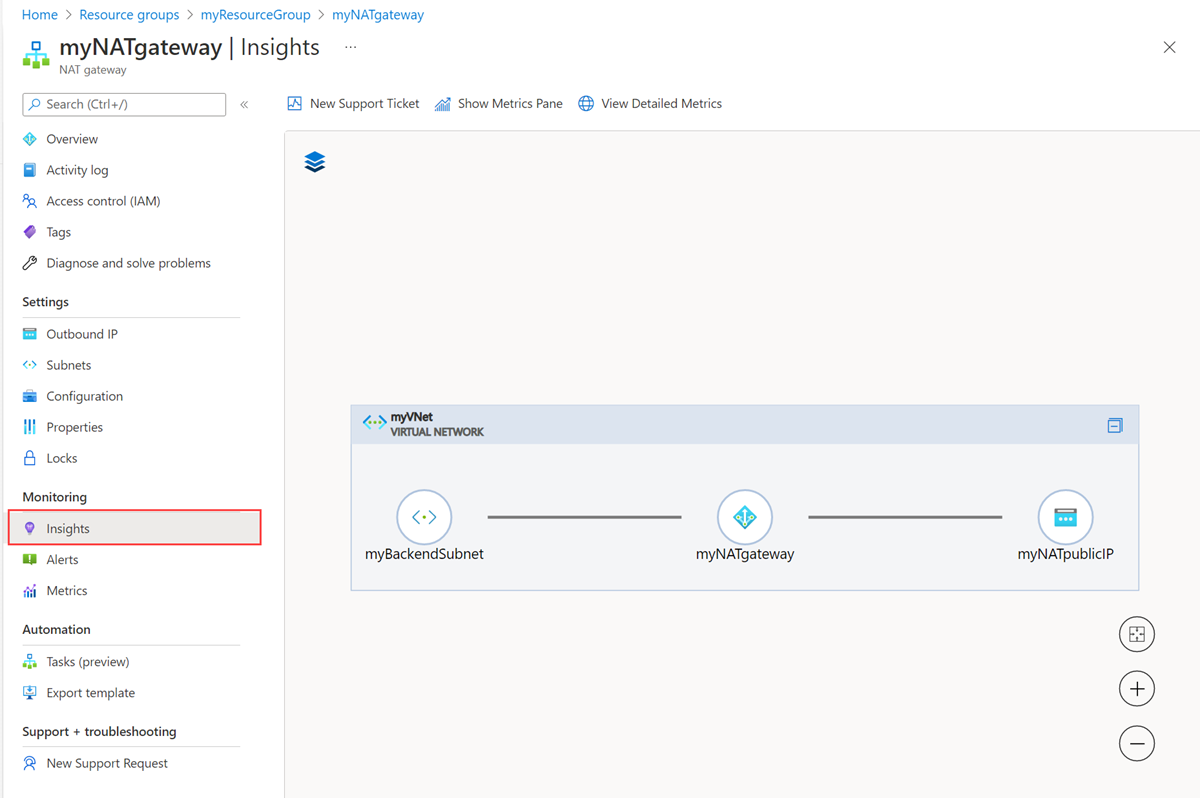 Home > Resource groups > myResourceGroup > myNATgateway
myNATgateway | Insights ...
NAT gateway
Search (Ctrl+/) «
New Support Ticket Show Metrics Pane View Detailed Metrics
Overview
Activity log
Access control (IAM)
Tags
Diagnose and solve problems
Settings
Outbound IP
Subnets
Configuration
Properties
Locks
Monitoring
Insights
Alerts
Metrics
Automation
Tasks (preview)
Export template
Support + troubleshooting
New Support Request
myVNet
VIRTUAL NETWORK
myBackendSubnet myNATgateway myNATpublicIP